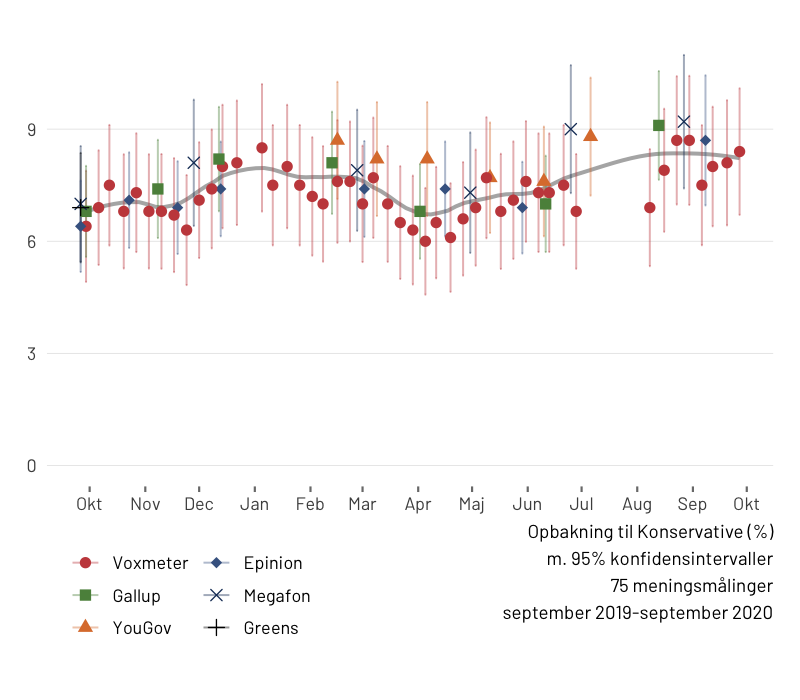 9
6
3
0
Okt Nov Dec Jan Feb Mar Apr Maj Jun Jul Aug Sep Okt
Opbakning til Konservative (%)
m. 95% konfidensintervaller
75 meningsmålinger
september 2019-september 2020
Voxmeter Epinion
Gallup Megafon
YouGov Greens